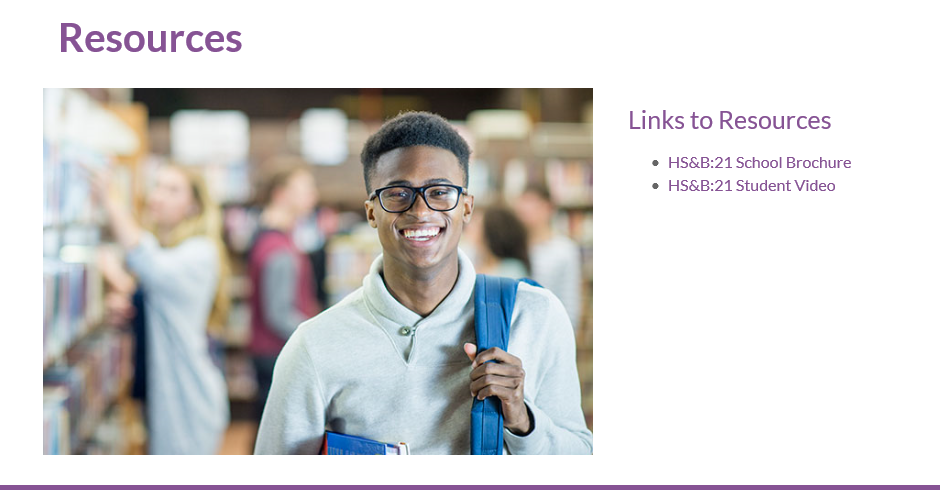 Resources
Links to Resources
HS&B:21 School Brochure
HS&B:21 Student Video